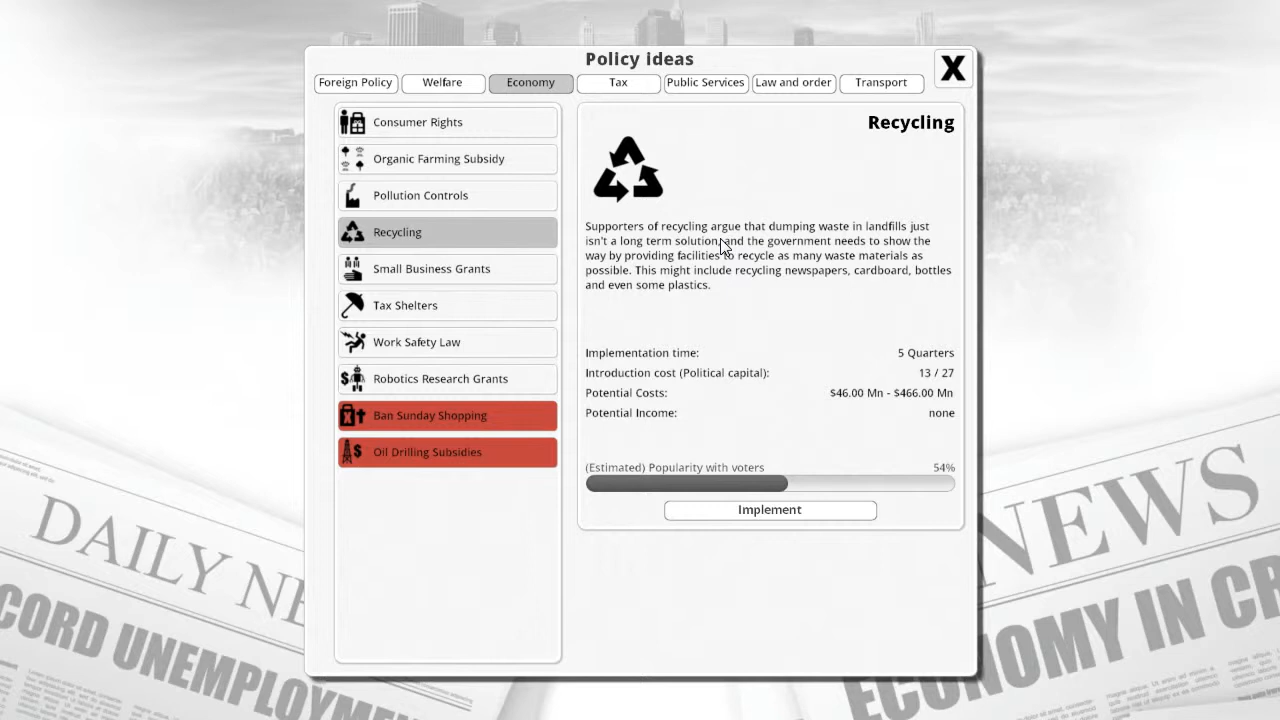 Policy ideas
X
Foreign Policy
Welfare
Economy
Tax
Public Services
Law and order
Transport
Consumer Rights
Organic Farming Subsidy
Pollution Controls
Recycling
Small Business Grants
Tax Shelters
Work Safety Law
Robotics Research Grants
Ban Sunday Shopping
Oil Drilling Subsidies
Recycling
Supporters of recycling argue that dumping waste in landfills just
isn't a long term solution and the government needs to show the
way by providing facilities to recycle as many waste materials as
possible. This might include recycling newspapers, cardboard, bottles
and even some plastics.
Implementation time: 5 Quarters
Introduction cost (Political capital): 13 / 27
Potential Costs: $46.00 Mn - $466.00 Mn
Potential Income: none
(Estimated) Popularity with voters 54%
Implement
DAILY NE
CORD UNEMPLOYM
NEWS
ECONOMY IN CR